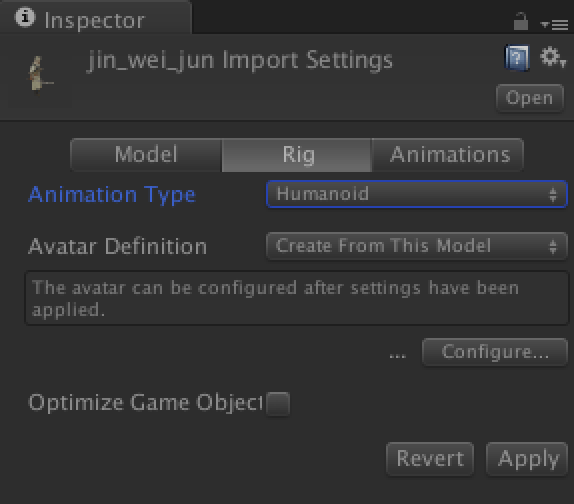 Inspector
jin_wei_jun Import Settings
Open
Model Rig Animations
Animation Type Humanoid
Avatar Definition Create From This Model
The avatar can be configured after settings have been
applied.
... Configure...
Optimize Game Object
Revert Apply